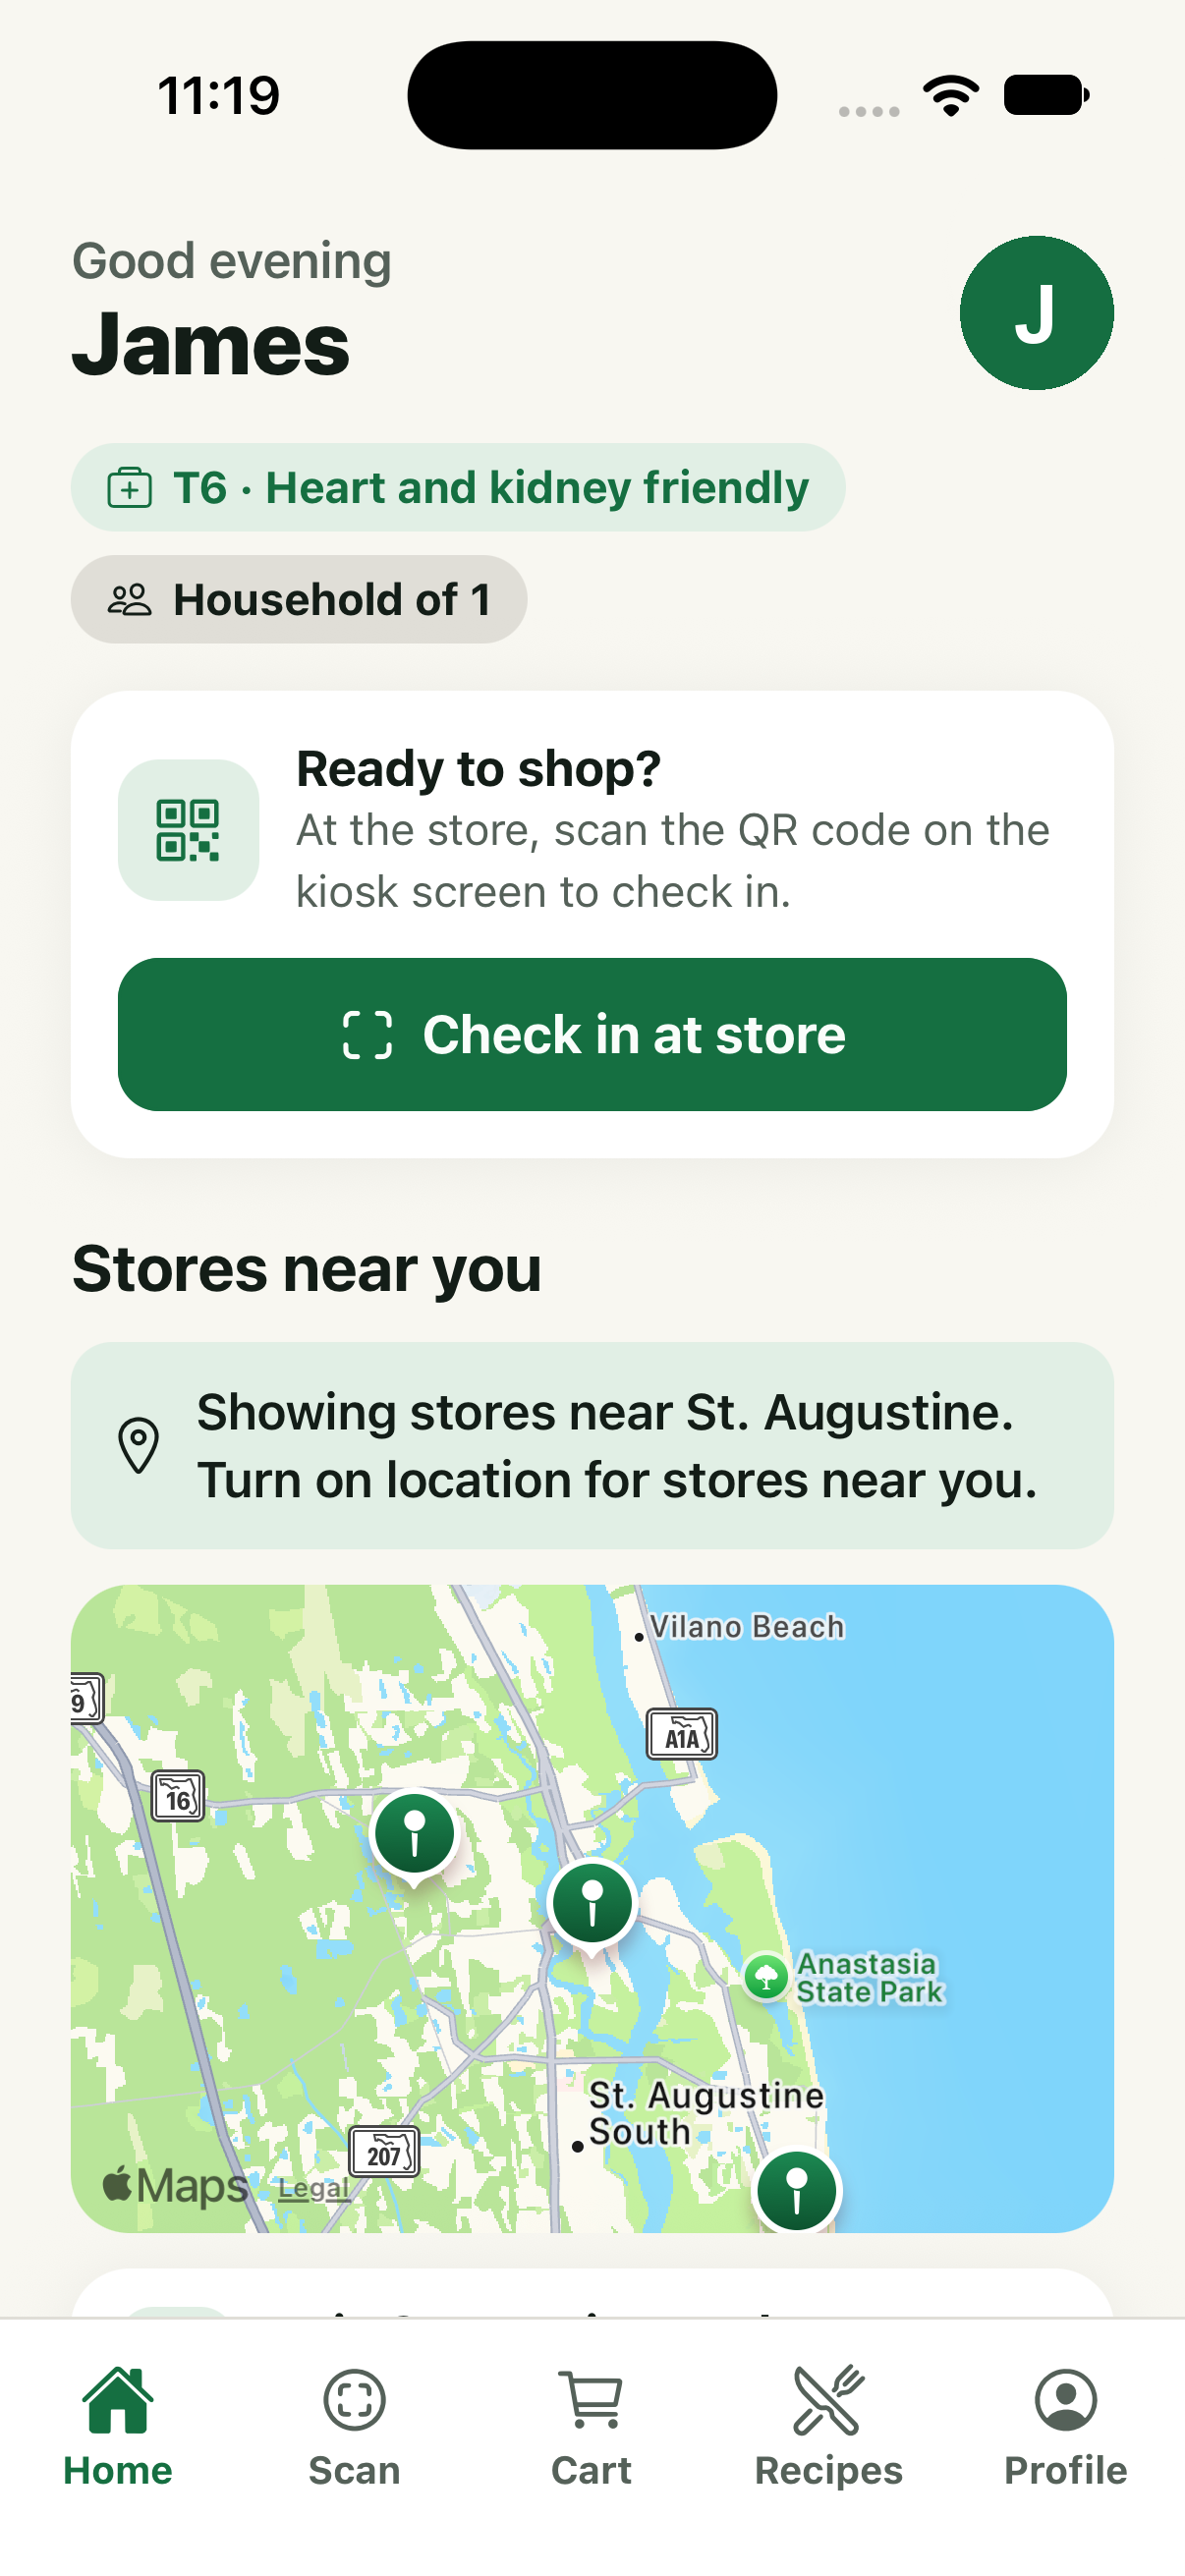 11:19
Good evening
James
J
T6 · Heart and kidney friendly
Household of 1
Ready to shop?
At the store, scan the QR code on the
kiosk screen to check in.
Check in at store
Stores near you
Showing stores near St. Augustine.
Turn on location for stores near you.
Vilano Beach
9
A1A
16
Anastasia
State Park
St. Augustine
South
207
Maps
Legal
Home
Scan
Cart
Recipes
Profile